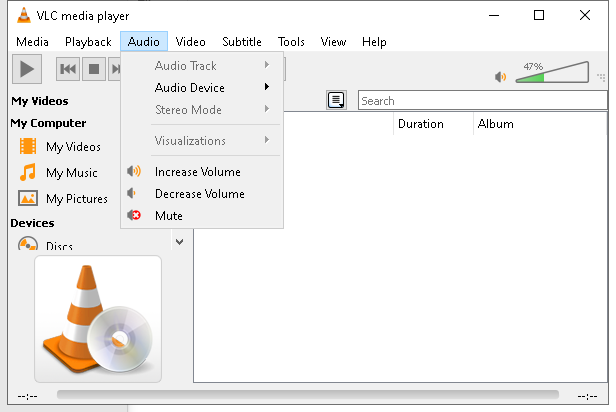 VLC media player
Media Playback Audio Video Subtitle Tools View Help
47%
Audio Track
Audio Device
Stereo Mode
Visualizations
Increase Volume
Decrease Volume
Mute
My Videos
My Computer
My Videos
My Music
My Pictures
Devices
Discs
Search
Duration Album
--:-- --:--